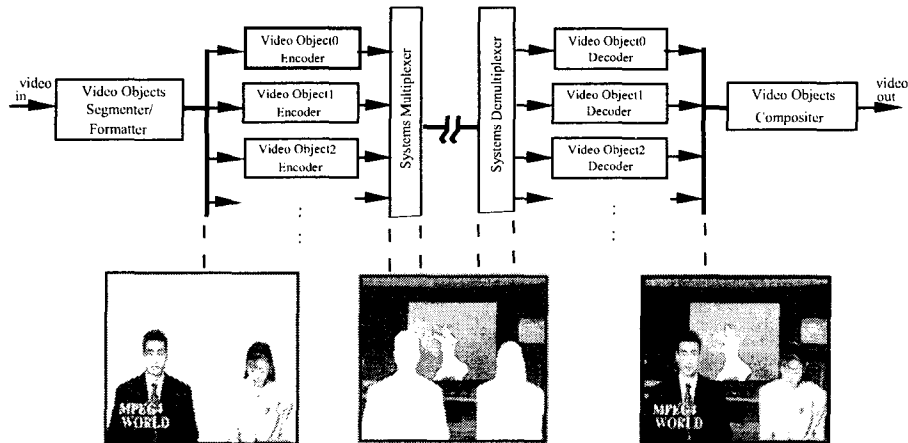 video
in
Video Objects
Segmenter/
Formatter
Video Object0
Encoder
Video Object1
Encoder
Video Object2
Encoder
Systems Multiplexer
Systems Demultiplexer
Video Object0
Decoder
Video Object1
Decoder
Video Object2
Decoder
Video Objects
Compositer
video
out
MPEG4
WORLD
MPEG4
WORLD